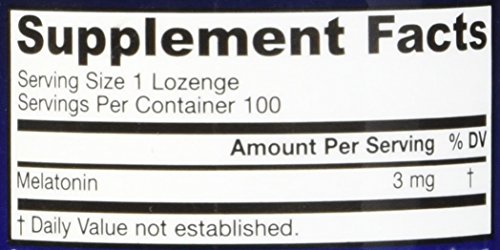 Supplement Facts
Serving Size 1 Lozenge
Servings Per Container 100
Amount Per Serving % DV
Melatonin 3 mg †
† Daily Value not established.